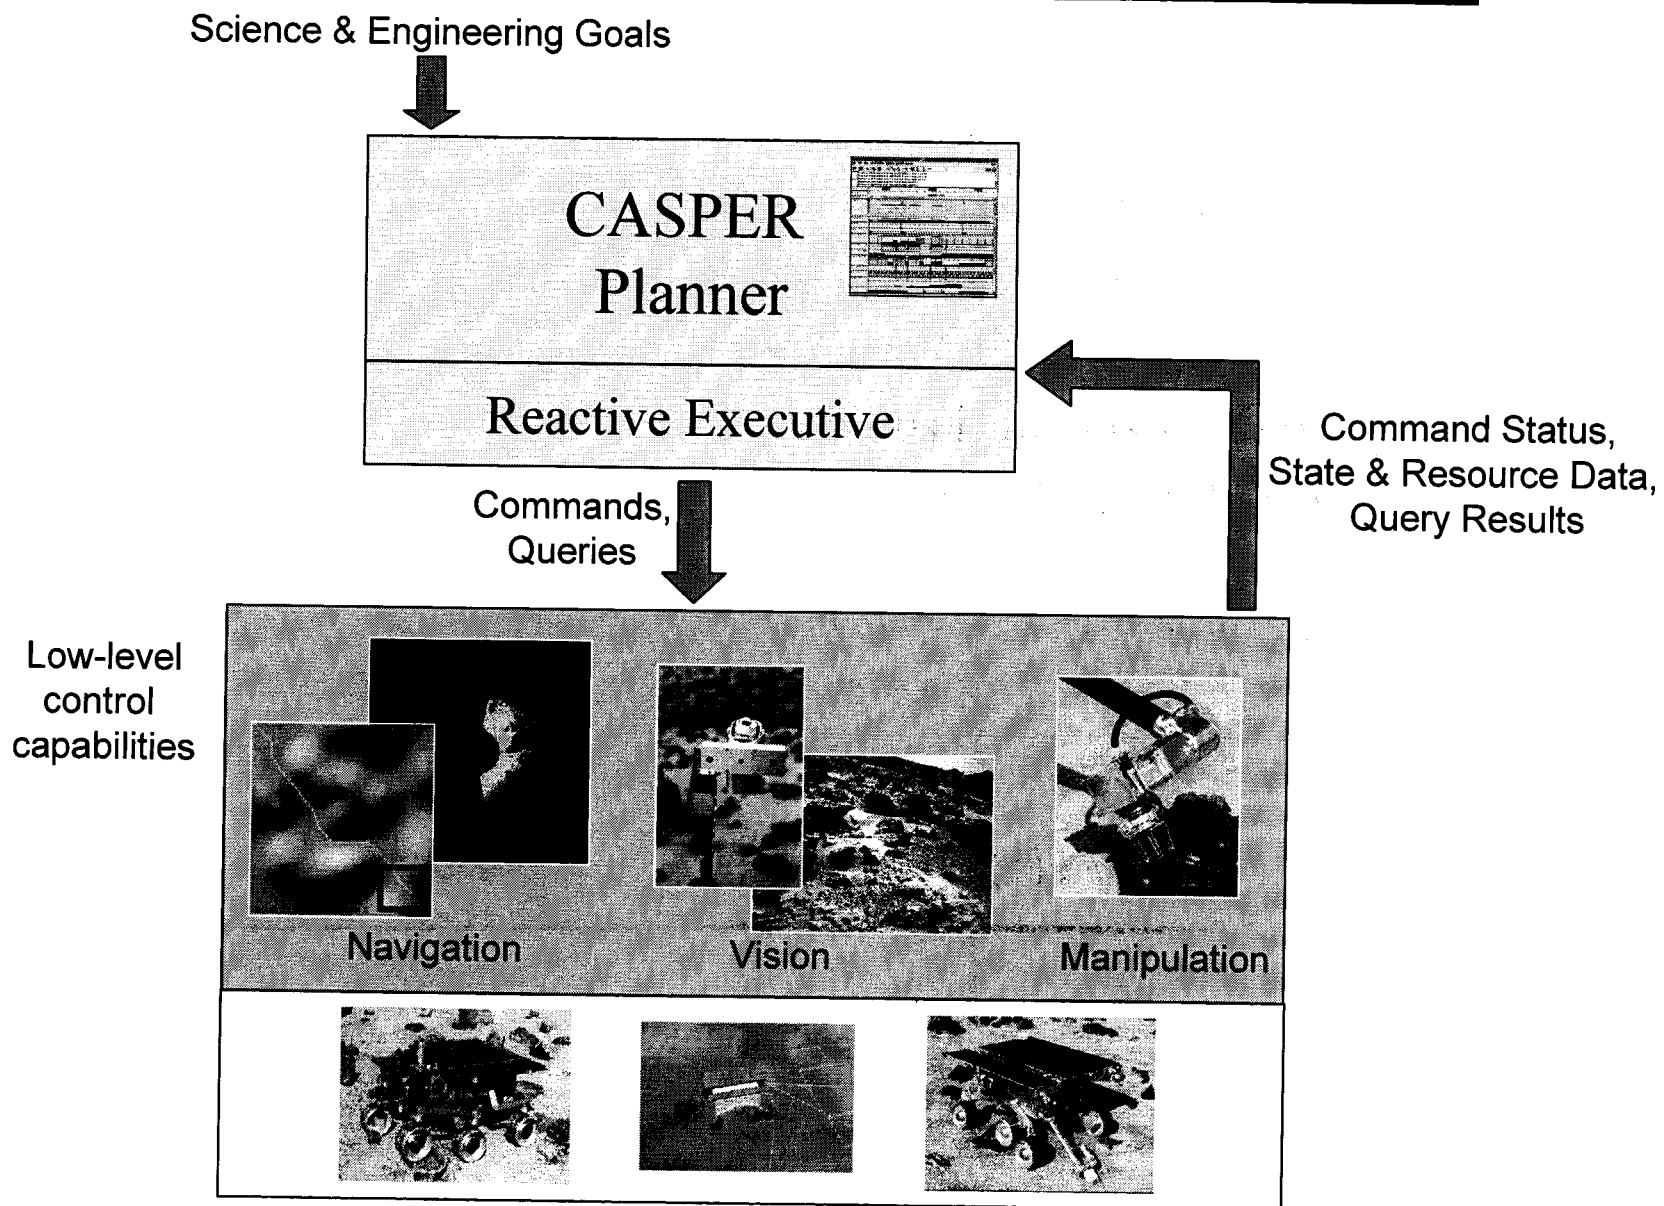 Science & Engineering Goals
CASPER
Planner
Reactive Executive
Command Status,
State & Resource Data,
Query Results
Commands,
Queries
Low-level
control
capabilities
Navigation
Vision
Manipulation